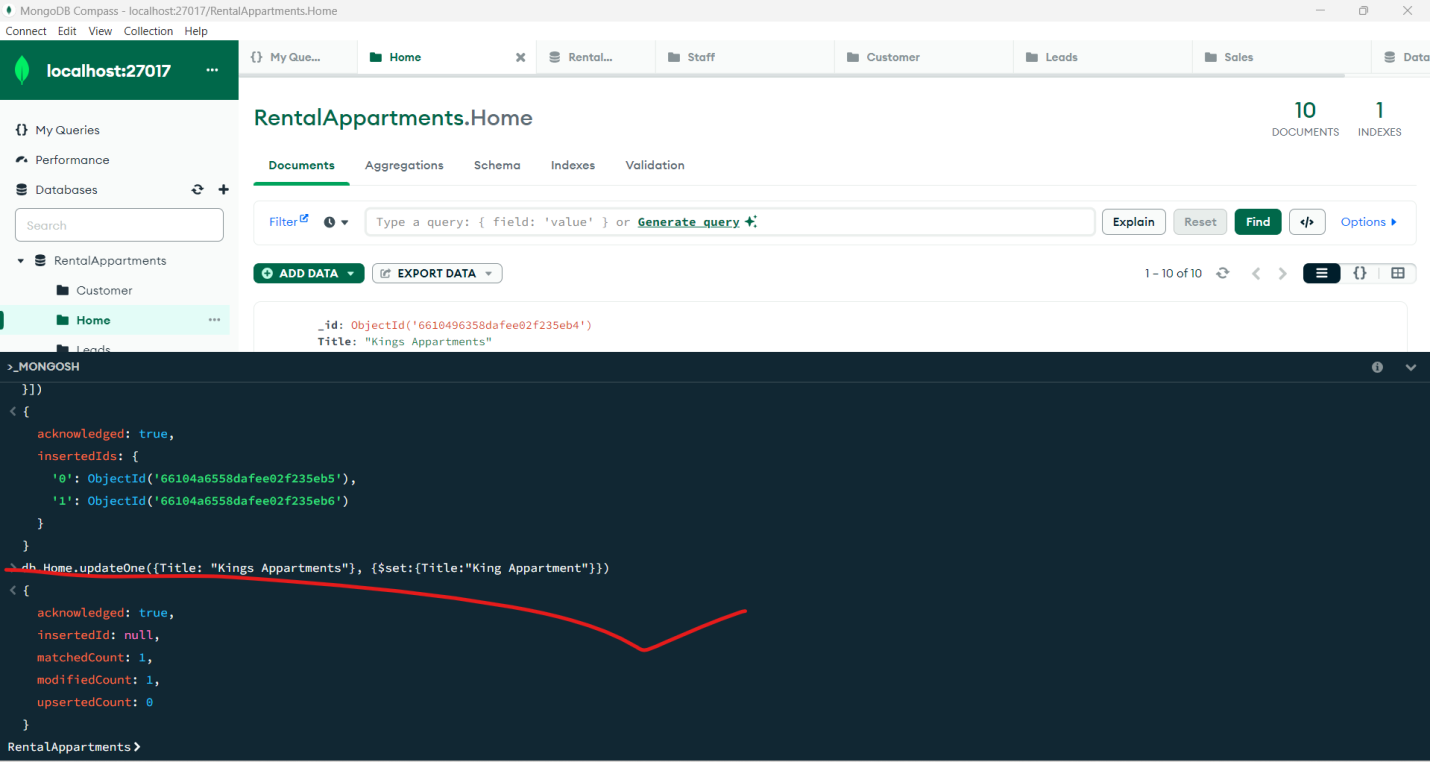 MongoDB Compass - localhost:27017/RentalAppartments.Home
Connect Edit View Collection Help
localhost:27017 ...
{} My Que... Home Rental... Staff Customer Leads Sales Data
{} My Queries
Performance
Databases
Search
RentalAppartments
Customer
Home
Leads
RentalAppartments.Home
10 DOCUMENTS
1 INDEXES
Documents Aggregations Schema Indexes Validation
Filter Type a query: { field: 'value' } or Generate query Explain Reset Find </> Options
ADD DATA EXPORT DATA 1 – 10 of 10 {}
_id: ObjectId('6610496358dafee02f235eb4')
Title: "Kings Appartments"
>_MONGOSH
}])
< {
acknowledged: true,
insertedIds: {
'0': ObjectId('66104a6558dafee02f235eb5'),
'1': ObjectId('66104a6558dafee02f235eb6')
}
}
> db.Home.updateOne({Title: "Kings Appartments"}, {$set:{Title:"King Appartment"}})
< {
acknowledged: true,
insertedId: null,
matchedCount: 1,
modifiedCount: 1,
upsertedCount: 0
}
RentalAppartments>